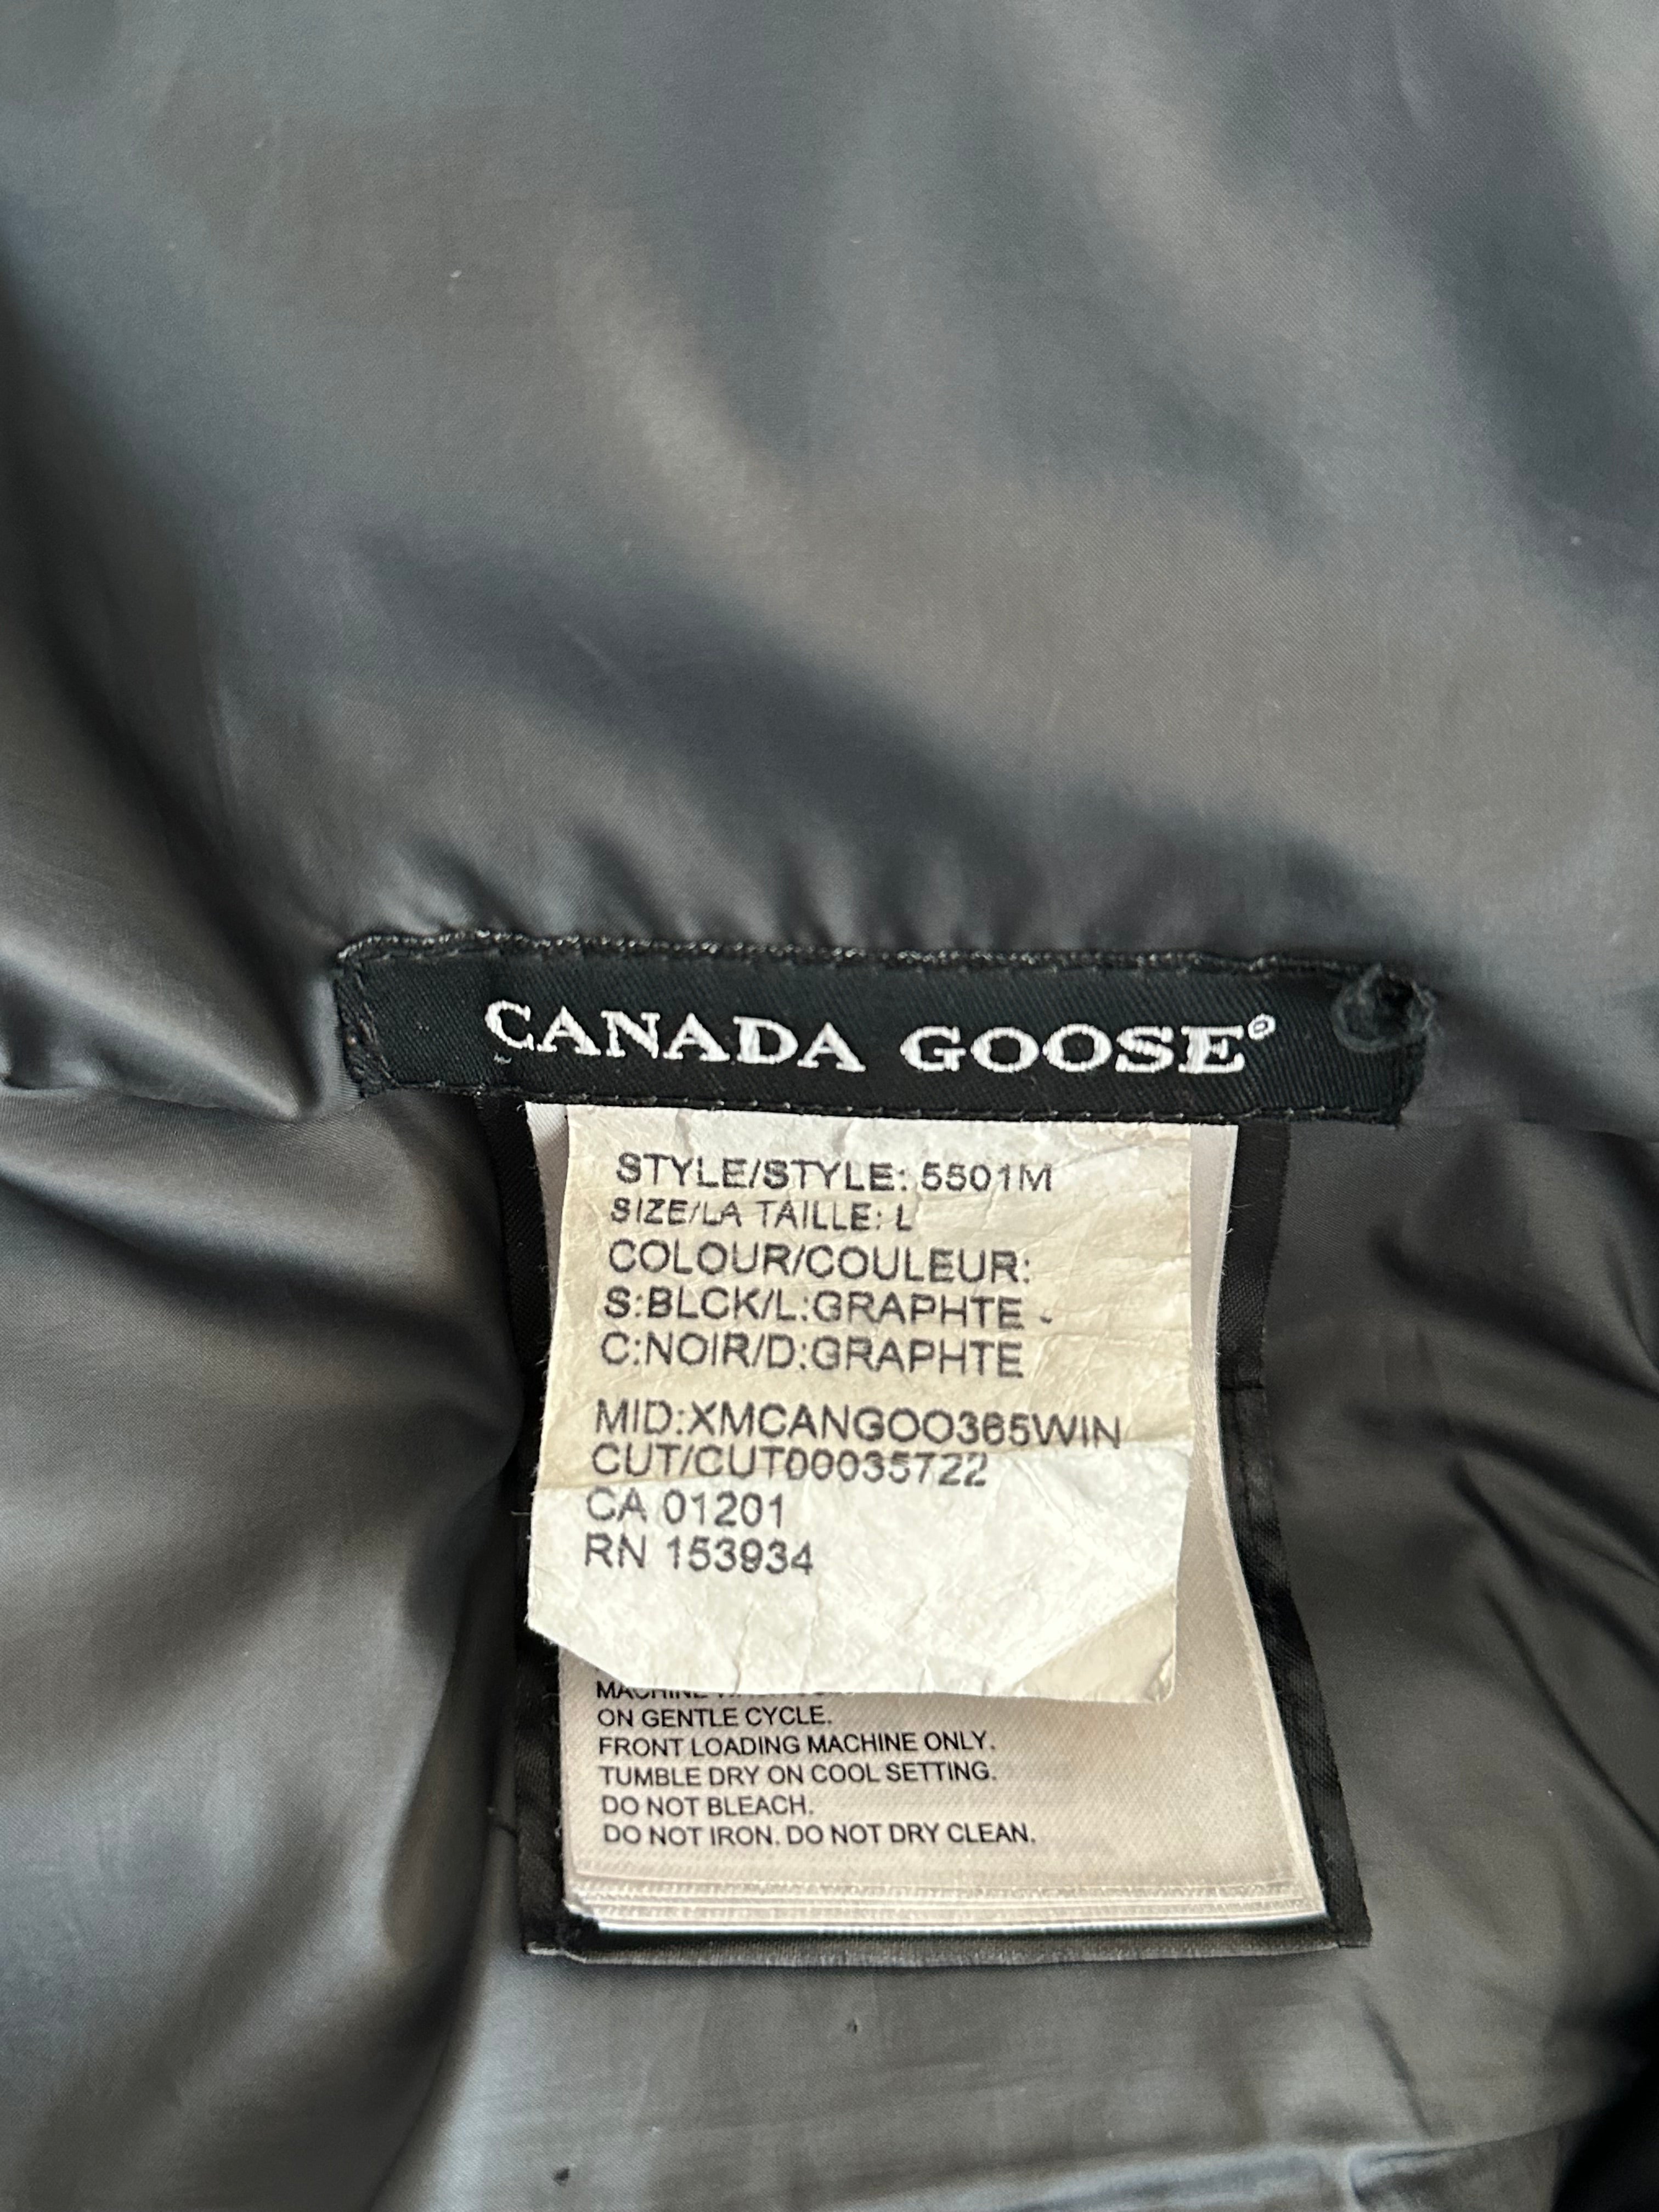 CANADA GOOSE®
STYLE/STYLE: 5501M
SIZE/LA TAILLE: L
COLOUR/COULEUR:
S:BLCK/L:GRAPHTE -
C:NOIR/D:GRAPHTE
MID:XMCANGOO365WIN
CUT/CUT00035722
CA 01201
RN 153934
MACHINE
ON GENTLE CYCLE.
FRONT LOADING MACHINE ONLY.
TUMBLE DRY ON COOL SETTING.
DO NOT BLEACH.
DO NOT IRON. DO NOT DRY CLEAN.